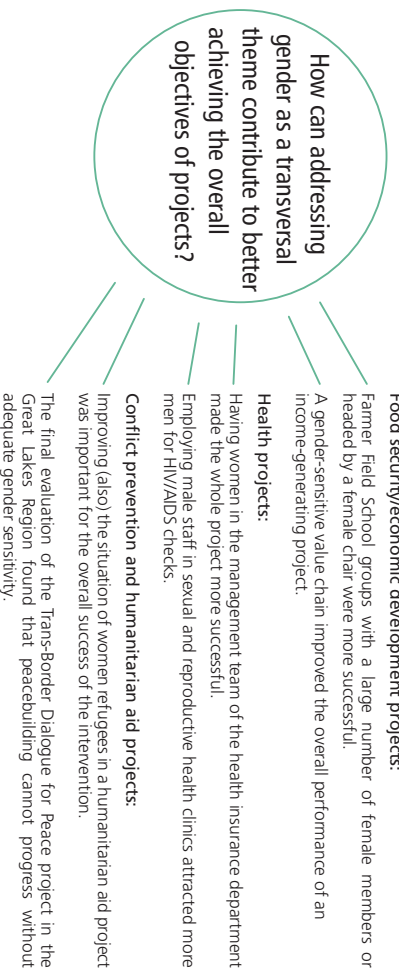 How can addressing
gender as a transversal
theme contribute to better
achieving the overall
objectives of projects?
Food security/economic development projects:
Farmer Field School groups with a large number of female members or
headed by a female chair were more successful.
A gender-sensitive value chain improved the overall performance of an
income-generating project.
Health projects:
Having women in the management team of the health insurance department
made the whole project more successful.
Employing male staff in sexual and reproductive health clinics attracted more
men for HIV/AIDS checks.
Conflict prevention and humanitarian aid projects:
Improving (also) the situation of women refugees in a humanitarian aid project
was important for the overall success of the intervention.
The final evaluation of the Trans-Border Dialogue for Peace project in the
Great Lakes Region found that peacebuilding cannot progress without
adequate gender sensitivity.